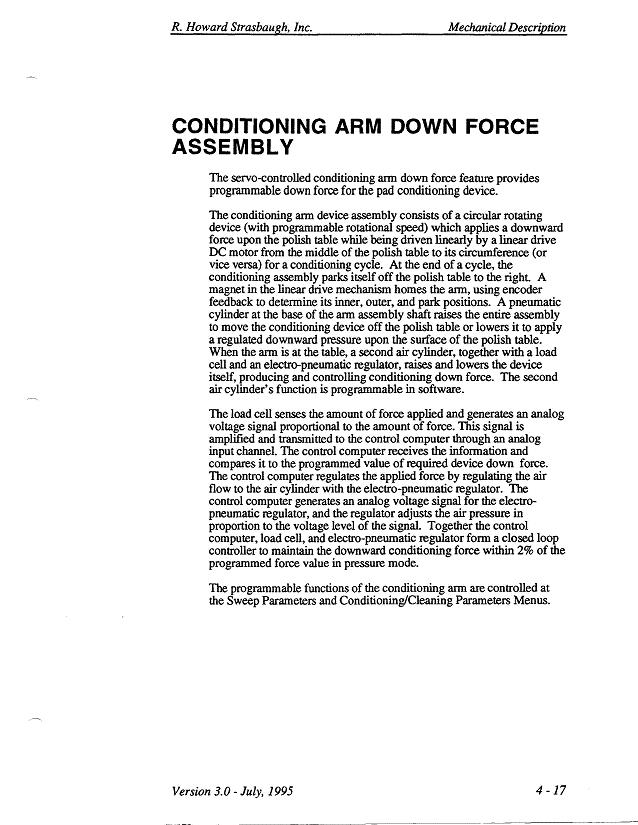 R. Howard Strasbaugh, Inc. Mechanical Description
CONDITIONING ARM DOWN FORCE
ASSEMBLY
The servo-controlled conditioning arm down force feature provides
programmable down force for the pad conditioning device.
The conditioning arm device assembly consists of a circular rotating
device (with programmable rotational speed) which applies a downward
force upon the polish table while being driven linearly by a linear drive
DC motor from the middle of the polish table to its circumference (or
vice versa) for a conditioning cycle. At the end of a cycle, the
conditioning assembly parks itself off the polish table to the right. A
magnet in the linear drive mechanism homes the arm, using encoder
feedback to determine its inner, outer, and park positions. A pneumatic
cylinder at the base of the arm assembly shaft raises the entire assembly
to move the conditioning device off the polish table or lowers it to apply
a regulated downward pressure upon the surface of the polish table.
When the arm is at the table, a second air cylinder, together with a load
cell and an electro-pneumatic regulator, raises and lowers the device
itself, producing and controlling conditioning down force. The second
air cylinder's function is programmable in software.
The load cell senses the amount of force applied and generates an analog
voltage signal proportional to the amount of force. This signal is
amplified and transmitted to the control computer through an analog
input channel. The control computer receives the information and
compares it to the programmed value of required device down force.
The control computer regulates the applied force by regulating the air
flow to the air cylinder with the electro-pneumatic regulator. The
control computer generates an analog voltage signal for the electro-
pneumatic regulator, and the regulator adjusts the air pressure in
proportion to the voltage level of the signal. Together the control
computer, load cell, and electro-pneumatic regulator form a closed loop
controller to maintain the downward conditioning force within 2% of the
programmed force value in pressure mode.
The programmable functions of the conditioning arm are controlled at
the Sweep Parameters and Conditioning/Cleaning Parameters Menus.
Version 3.0 - July, 1995 4 - 17